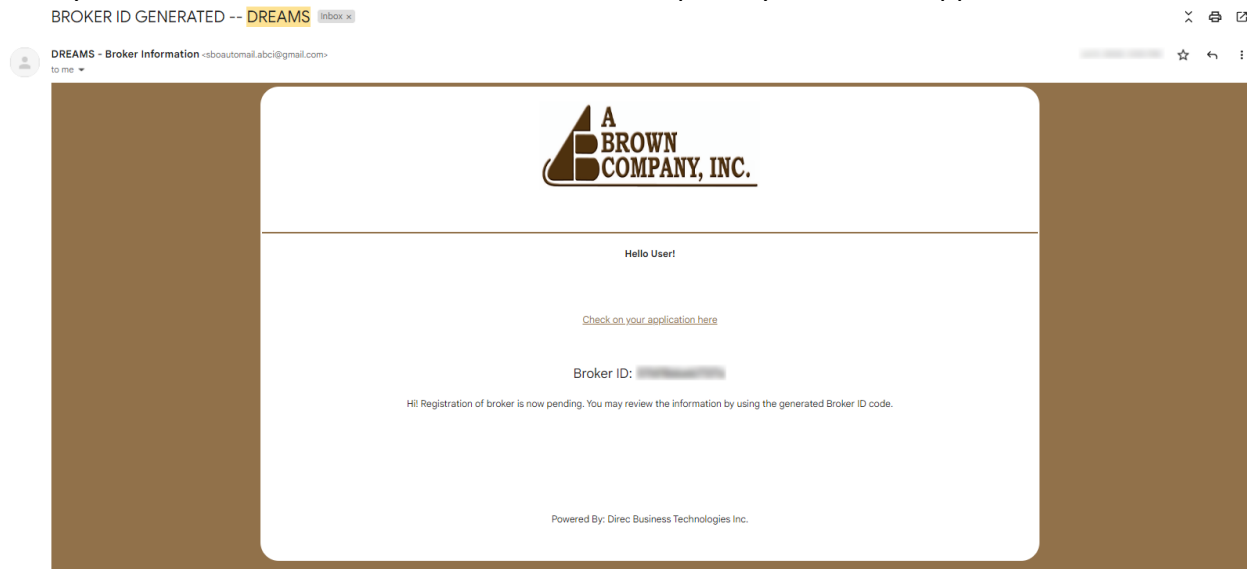 BROKER ID GENERATED -- DREAMS Inbox x
DREAMS - Broker Information <sboautomail.abci@gmail.com>
to me
A
BROWN
COMPANY, INC.
Hello User!
Check on your application here
Broker ID:
Hi! Registration of broker is now pending. You may review the information by using the generated Broker ID code.
Powered By: Direc Business Technologies Inc.